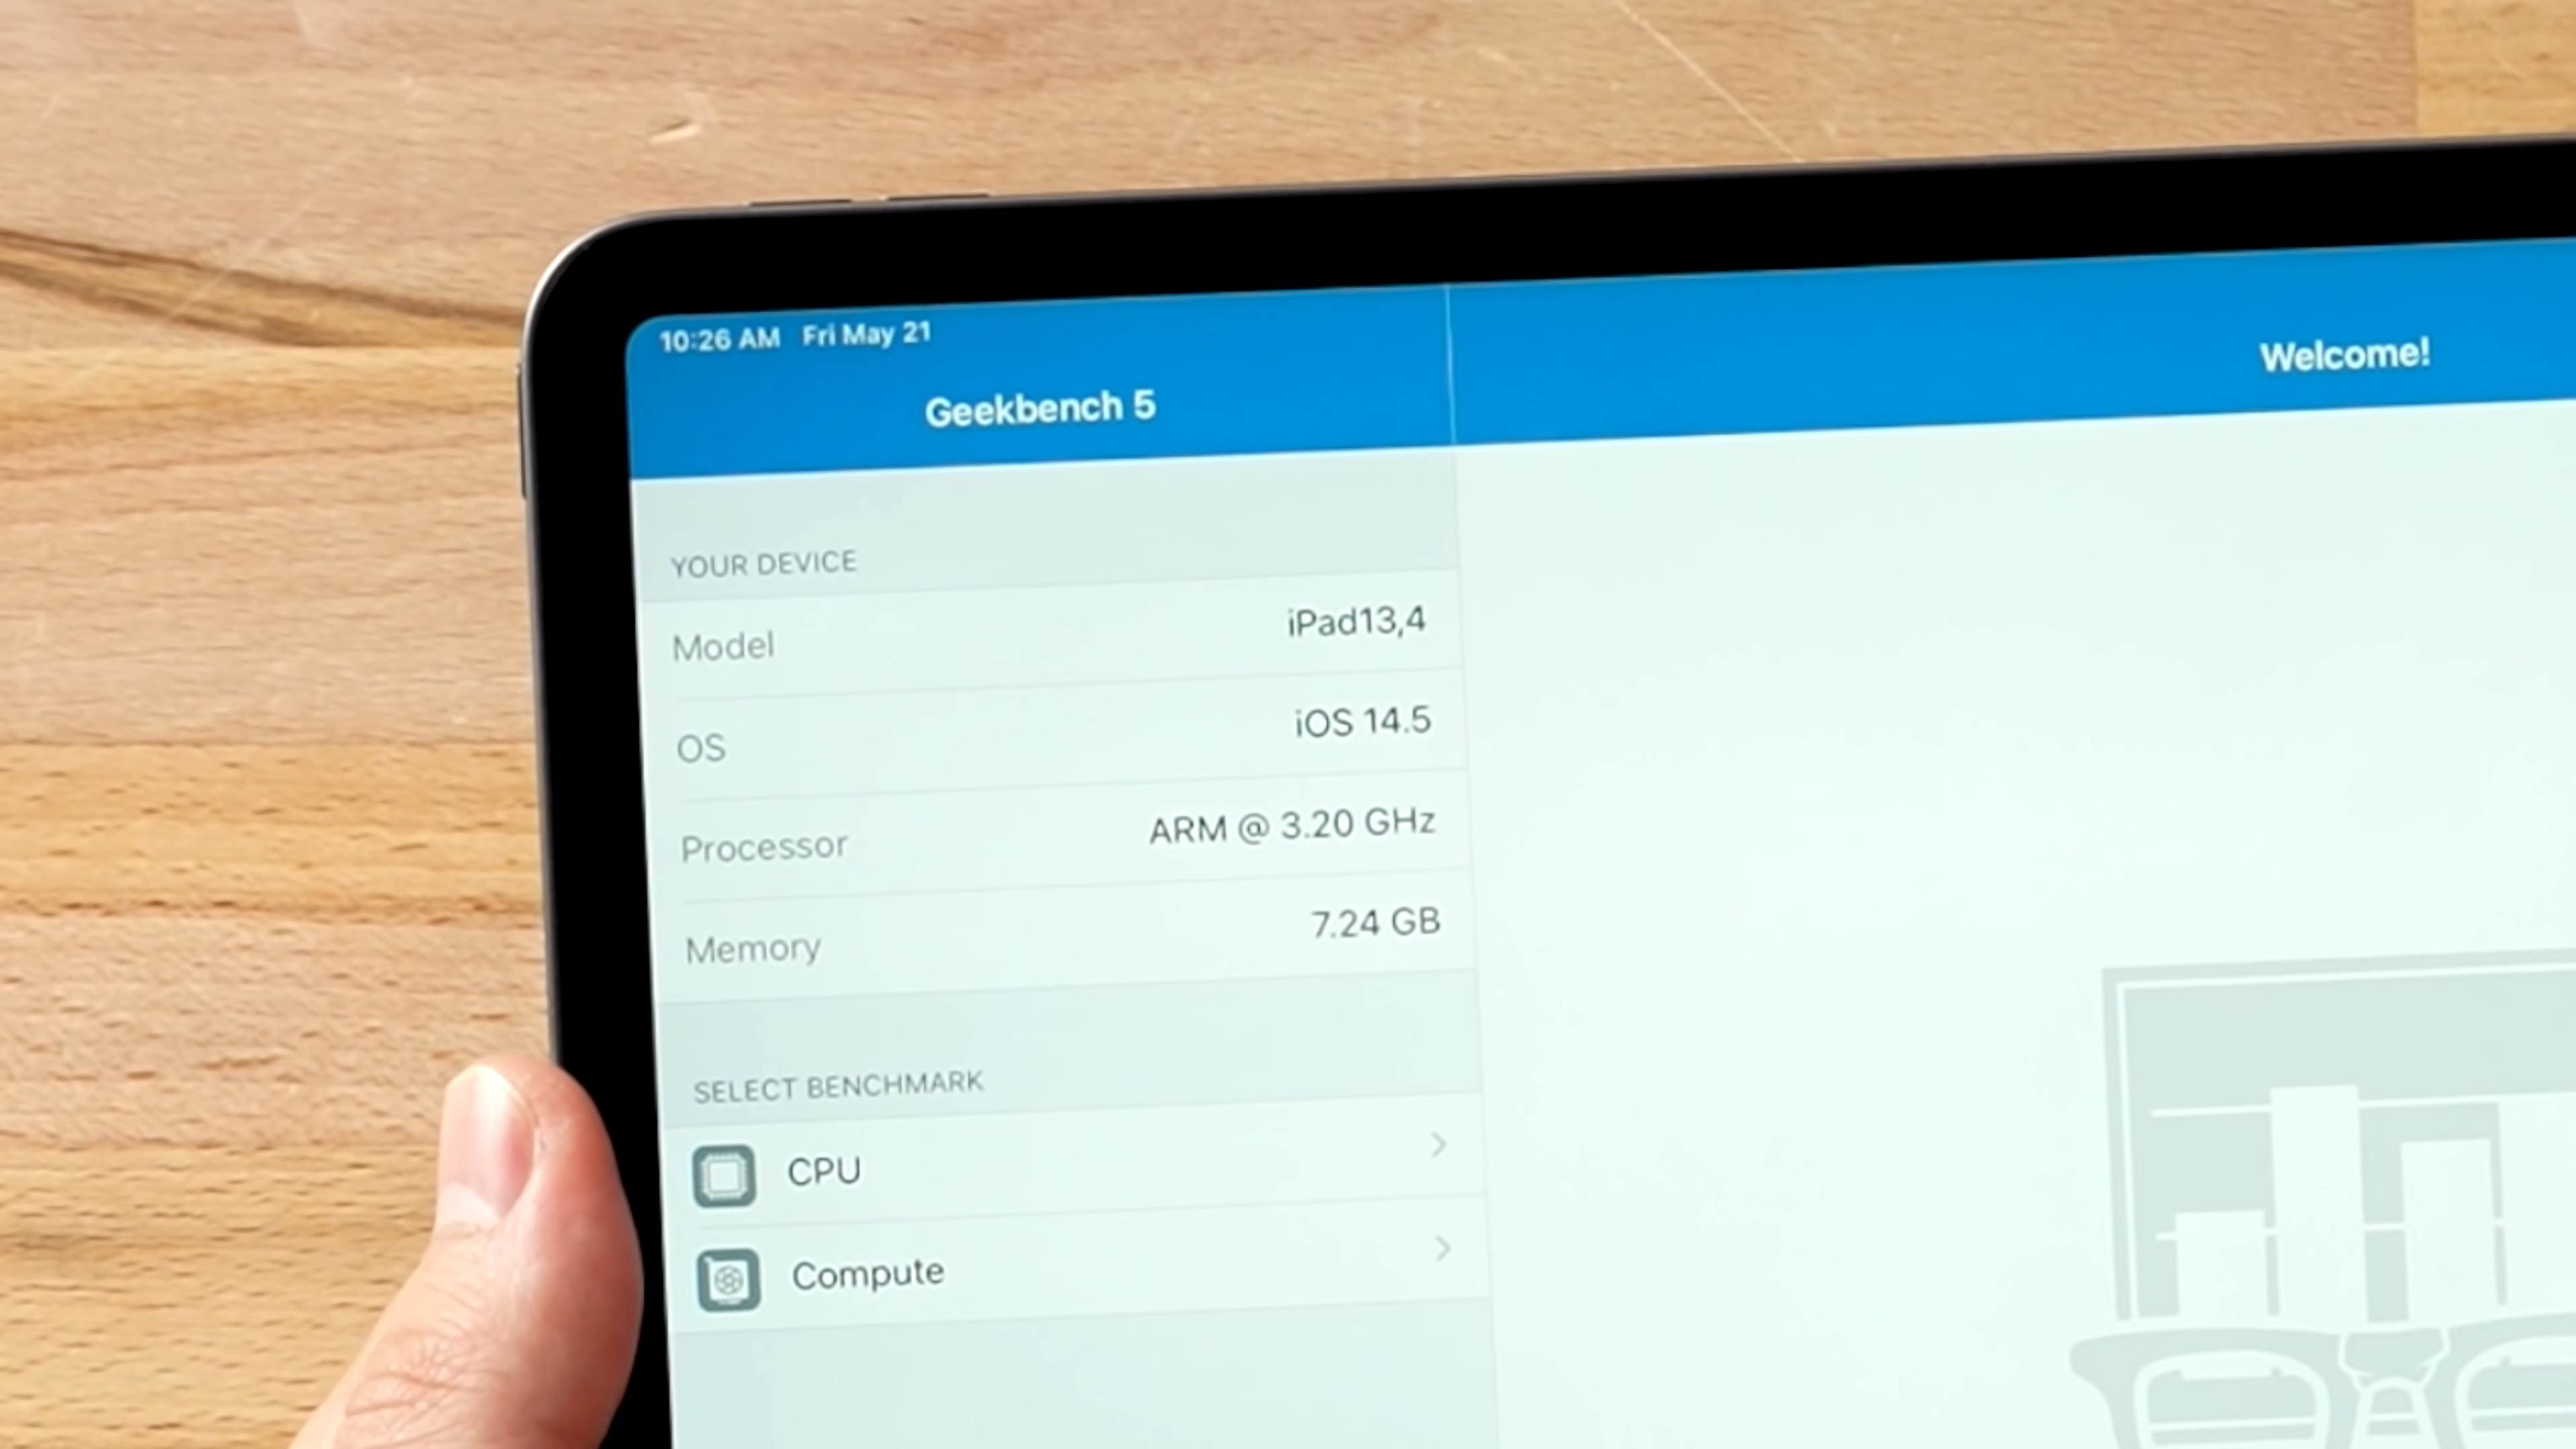 10:26 AM Fri May 21
Geekbench 5
Welcome!
YOUR DEVICE
Model iPad13,4
OS iOS 14.5
Processor ARM @ 3.20 GHz
Memory 7.24 GB
SELECT BENCHMARK
CPU
Compute